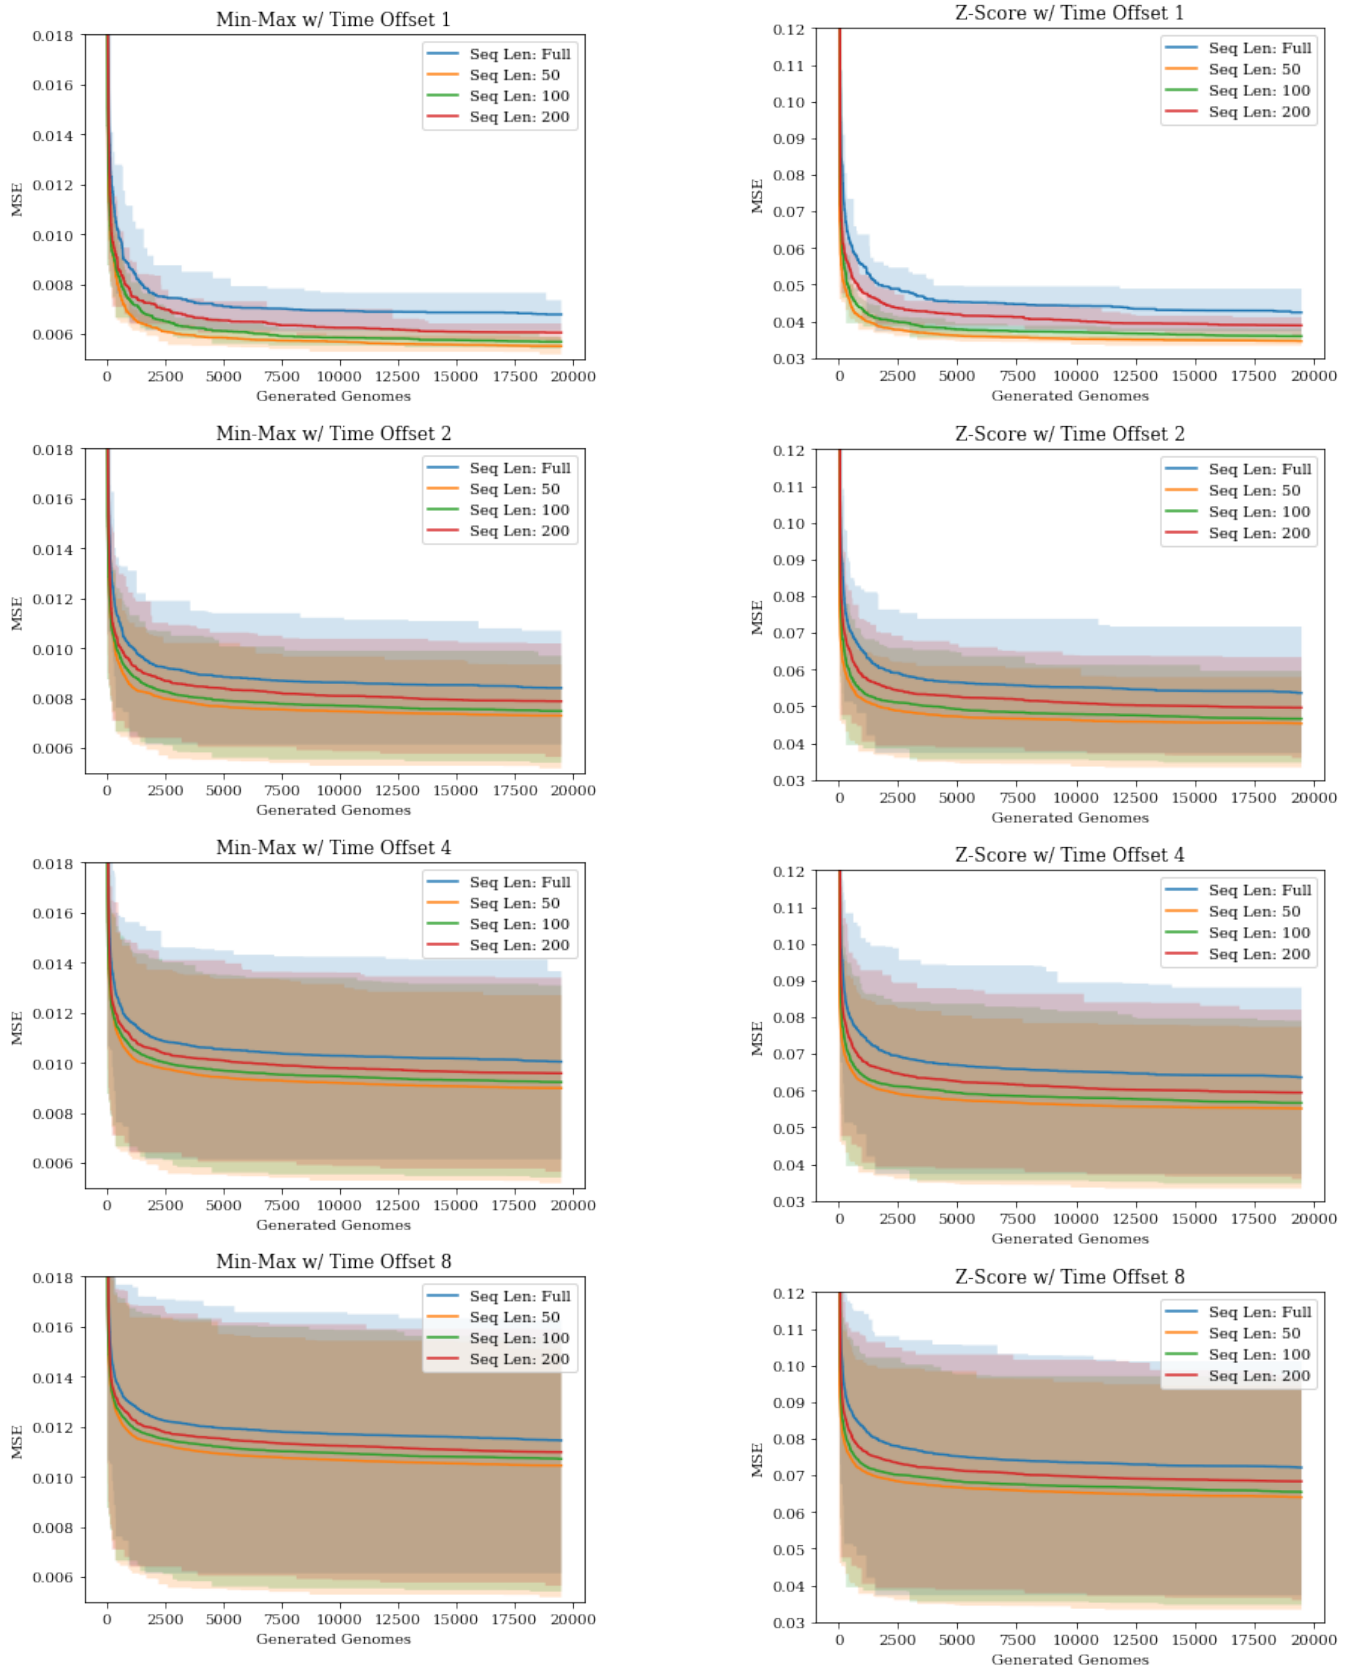 Min-Max w/ Time Offset 1
0.018
0.016
0.014
0.012
0.010
0.008
0.006
MSE
Seq Len: Full
Seq Len: 50
Seq Len: 100
Seq Len: 200
0 2500 5000 7500 10000 12500 15000 17500 20000
Generated Genomes
Z-Score w/ Time Offset 1
0.12
0.11
0.10
0.09
0.08
0.07
0.06
0.05
0.04
0.03
MSE
Seq Len: Full
Seq Len: 50
Seq Len: 100
Seq Len: 200
0 2500 5000 7500 10000 12500 15000 17500 20000
Generated Genomes
Min-Max w/ Time Offset 2
0.018
0.016
0.014
0.012
0.010
0.008
0.006
MSE
Seq Len: Full
Seq Len: 50
Seq Len: 100
Seq Len: 200
0 2500 5000 7500 10000 12500 15000 17500 20000
Generated Genomes
Z-Score w/ Time Offset 2
0.12
0.11
0.10
0.09
0.08
0.07
0.06
0.05
0.04
0.03
MSE
Seq Len: Full
Seq Len: 50
Seq Len: 100
Seq Len: 200
0 2500 5000 7500 10000 12500 15000 17500 20000
Generated Genomes
Min-Max w/ Time Offset 4
0.018
0.016
0.014
0.012
0.010
0.008
0.006
MSE
Seq Len: Full
Seq Len: 50
Seq Len: 100
Seq Len: 200
0 2500 5000 7500 10000 12500 15000 17500 20000
Generated Genomes
Z-Score w/ Time Offset 4
0.12
0.11
0.10
0.09
0.08
0.07
0.06
0.05
0.04
0.03
MSE
Seq Len: Full
Seq Len: 50
Seq Len: 100
Seq Len: 200
0 2500 5000 7500 10000 12500 15000 17500 20000
Generated Genomes
Min-Max w/ Time Offset 8
0.018
0.016
0.014
0.012
0.010
0.008
0.006
MSE
Seq Len: Full
Seq Len: 50
Seq Len: 100
Seq Len: 200
0 2500 5000 7500 10000 12500 15000 17500 20000
Generated Genomes
Z-Score w/ Time Offset 8
0.12
0.11
0.10
0.09
0.08
0.07
0.06
0.05
0.04
0.03
MSE
Seq Len: Full
Seq Len: 50
Seq Len: 100
Seq Len: 200
0 2500 5000 7500 10000 12500 15000 17500 20000
Generated Genomes